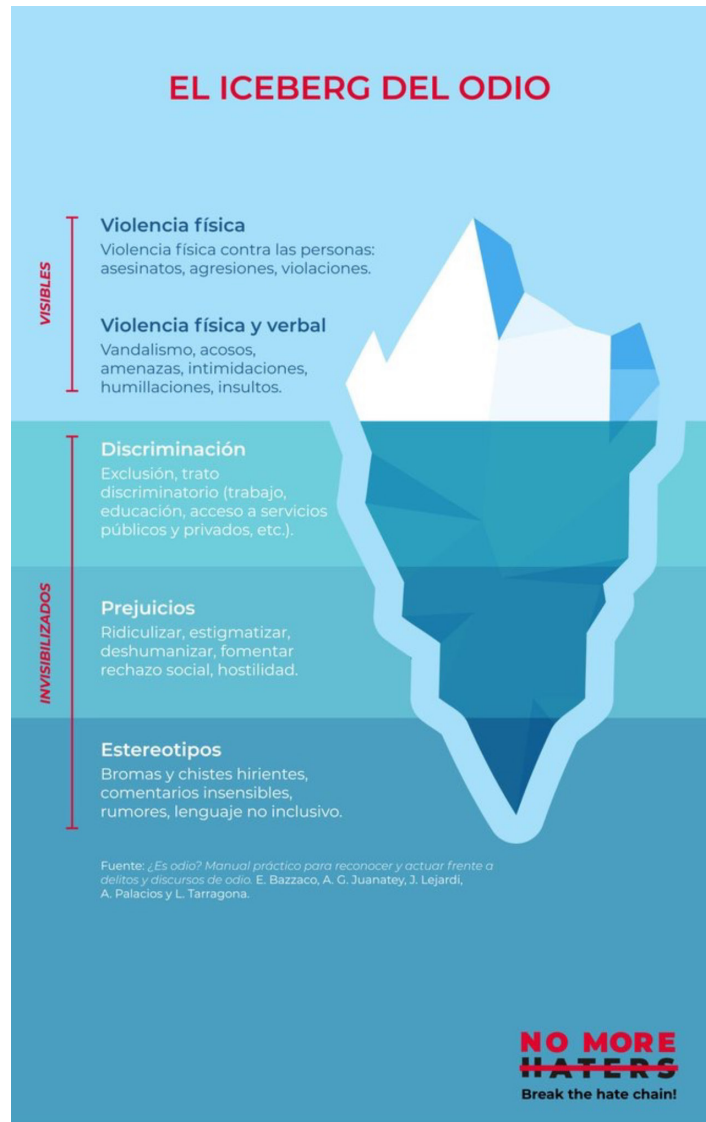 EL ICEBERG DEL ODIO
VISIBLES
Violencia física
Violencia física contra las personas:
asesinatos, agresiones, violaciones.
Violencia física y verbal
Vandalismo, acosos,
amenazas, intimidaciones,
humillaciones, insultos.
INVISIBILIZADOS
Discriminación
Exclusión, trato
discriminatorio (trabajo,
educación, acceso a servicios
públicos y privados, etc.).
Prejuicios
Ridiculizar, estigmatizar,
deshumanizar, fomentar
rechazo social, hostilidad.
Estereotipos
Bromas y chistes hirientes,
comentarios insensibles,
rumores, lenguaje no inclusivo.
Fuente: ¿Es odio? Manual práctico para reconocer y actuar frente a
delitos y discursos de odio. E. Bazzaco, A. G. Juanatey, J. Lejardi,
A. Palacios y L. Tarragona.
NO MORE
HATERS
Break the hate chain!